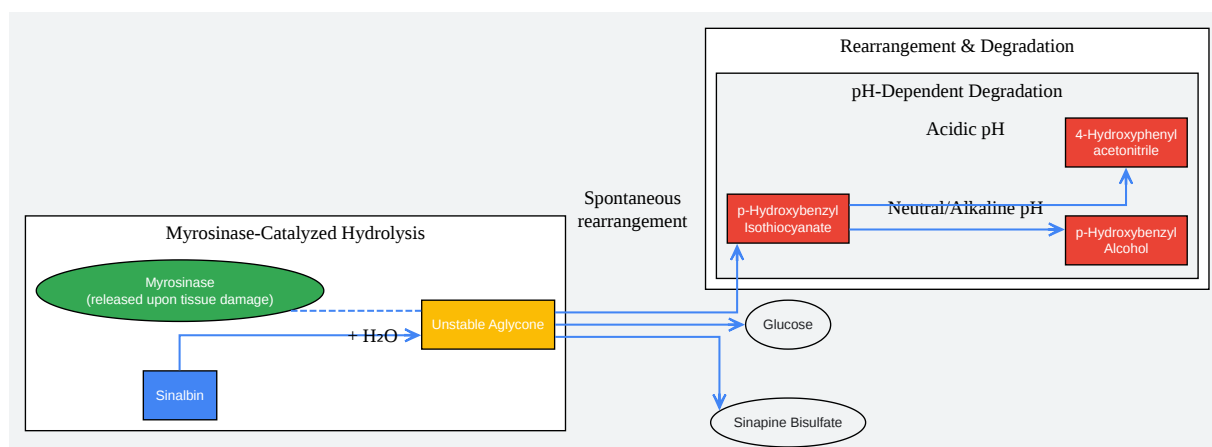 Rearrangement & Degradation
pH-Dependent Degradation
Acidic pH
4-Hydroxyphenyl
acetonitrile
Spontaneous
rearrangement
p-Hydroxybenzyl
Isothiocyanate
Neutral/Alkaline pH
p-Hydroxybenzyl
Alcohol
Myrosinase-Catalyzed Hydrolysis
Myrosinase
(released upon tissue damage)
+ H₂O
Unstable Aglycone
Glucose
Sinalbin
Sinapine Bisulfate